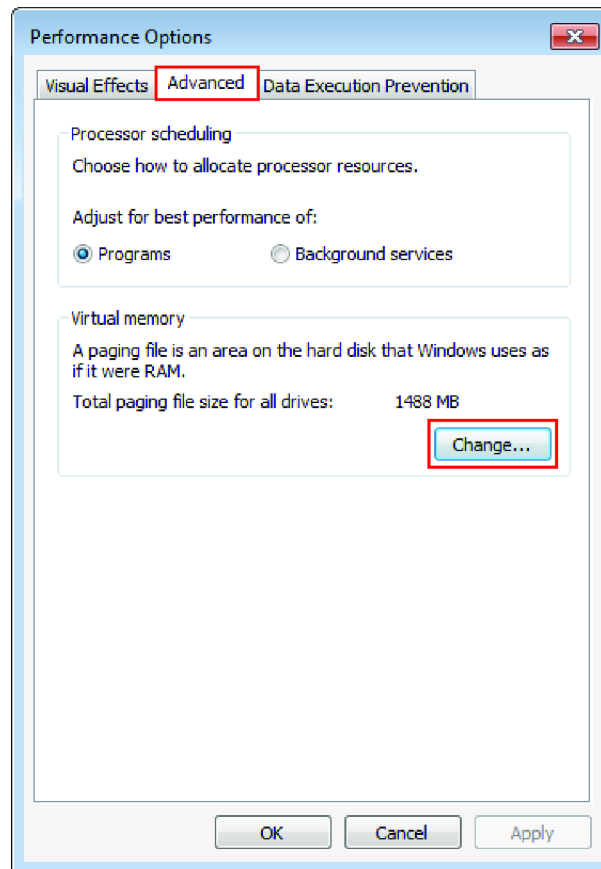 Performance Options
Visual Effects
Advanced
Data Execution Prevention
Processor scheduling
Choose how to allocate processor resources.
Adjust for best performance of:
Programs
Background services
Virtual memory
A paging file is an area on the hard disk that Windows uses as
if it were RAM.
Total paging file size for all drives:
1488 MB
Change...
OK
Cancel
Apply